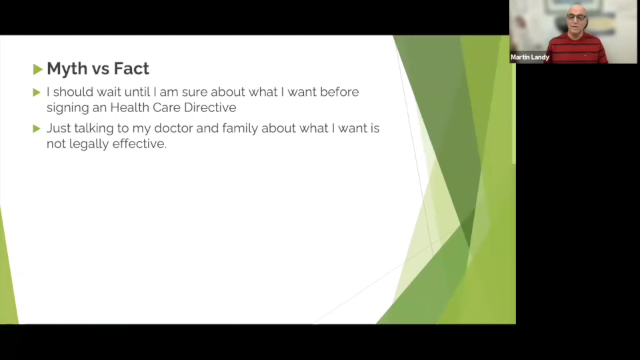 Myth vs Fact
I should wait until I am sure about what I want before
signing an Health Care Directive
Just talking to my doctor and family about what I want is
not legally effective.
Martin Landy